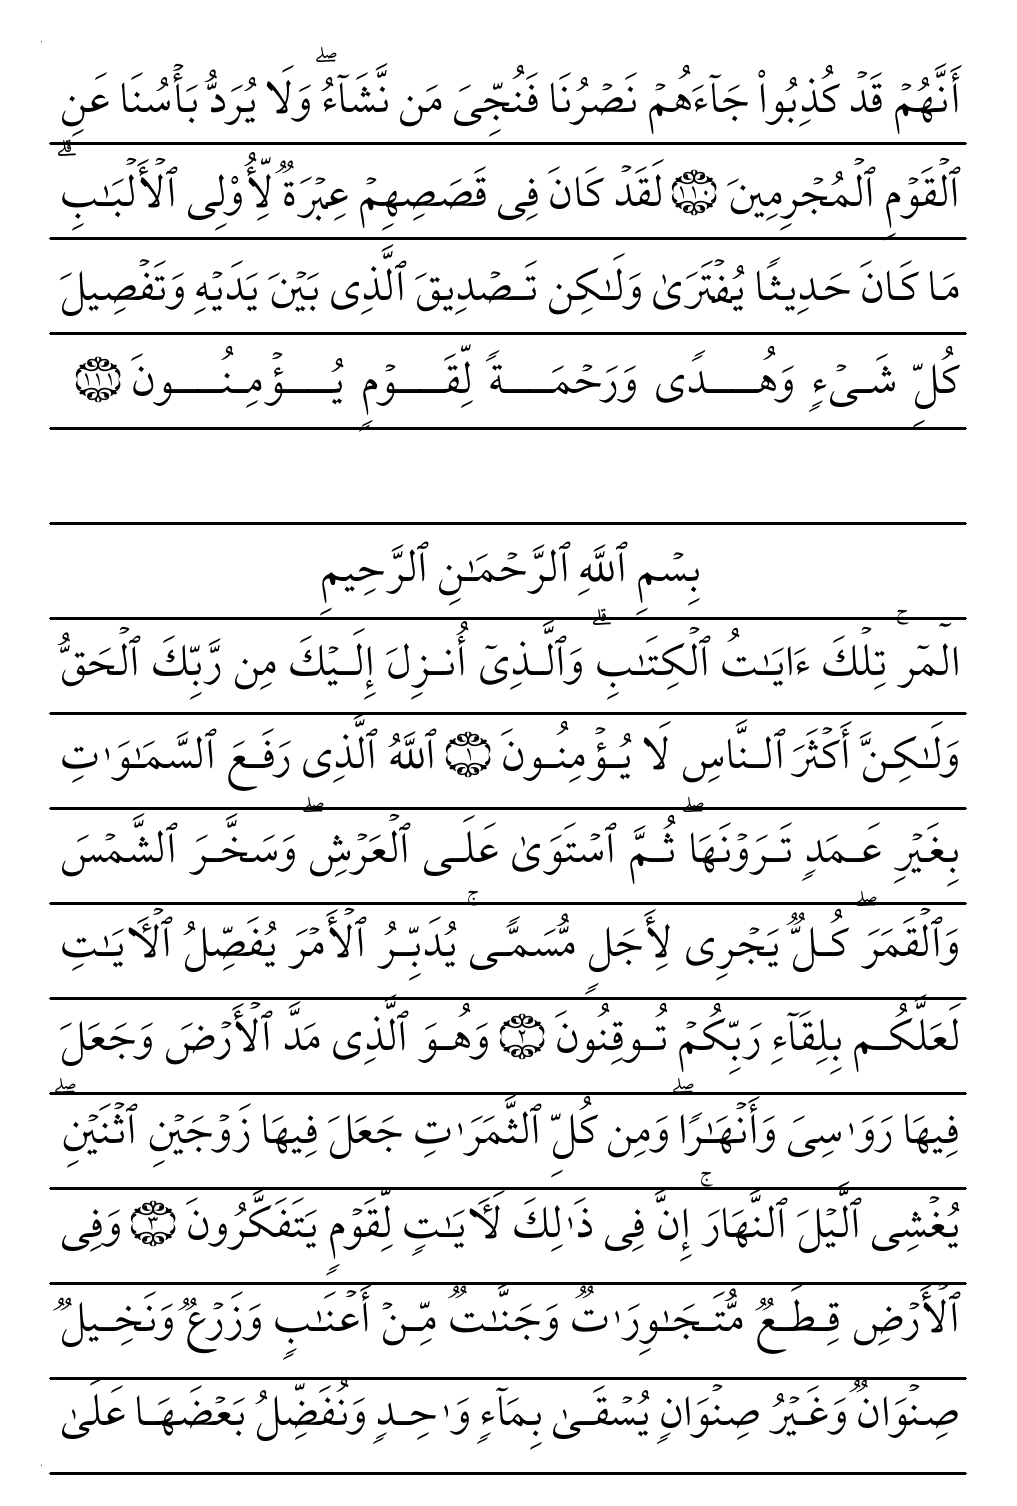 أَنَّهُمۡ قَدۡ كُذِبُواْ جَآءَهُمۡ نَصۡرُنَا فَنُجِّىَ مَن نَّشَآءُۖ وَلَا يُرَدُّ بَأۡسُنَا عَنِ
ٱلۡقَوۡمِ ٱلۡمُجۡرِمِينَ ١١٠ لَقَدۡ كَانَ فِى قَصَصِهِمۡ عِبۡرَةٌ لِّأُوْلِى ٱلۡأَلۡبَـٰبِۗ
مَا كَانَ حَدِيثًا يُفۡتَرَىٰ وَلَـٰكِن تَصۡدِيقَ ٱلَّذِى بَيۡنَ يَدَيۡهِ وَتَفۡصِيلَ
كُلِّ شَىۡءٍ وَهُدًى وَرَحۡمَةً لِّقَوۡمٍ يُؤۡمِنُونَ ١١١
بِسۡمِ ٱللَّهِ ٱلرَّحۡمَـٰنِ ٱلرَّحِيمِ
الٓمٓرۚ تِلۡكَ ءَايَـٰتُ ٱلۡكِتَـٰبِۗ وَٱلَّذِىٓ أُنزِلَ إِلَيۡكَ مِن رَّبِّكَ ٱلۡحَقُّ
وَلَـٰكِنَّ أَكۡثَرَ ٱلنَّاسِ لَا يُؤۡمِنُونَ ١ ٱللَّهُ ٱلَّذِى رَفَعَ ٱلسَّمَـٰوَٰتِ
بِغَيۡرِ عَمَدٍ تَرَوۡنَهَاۖ ثُمَّ ٱسۡتَوَىٰ عَلَى ٱلۡعَرۡشِۖ وَسَخَّرَ ٱلشَّمۡسَ
وَٱلۡقَمَرَۖ كُلٌّ يَجۡرِى لِأَجَلٍ مُّسَمًّىۚ يُدَبِّرُ ٱلۡأَمۡرَ يُفَصِّلُ ٱلۡأَيَـٰتِ
لَعَلَّكُم بِلِقَآءِ رَبِّكُمۡ تُوقِنُونَ ٢ وَهُوَ ٱلَّذِى مَدَّ ٱلۡأَرۡضَ وَجَعَلَ
فِيهَا رَوَٰسِىَ وَأَنۡهَـٰرًاۖ وَمِن كُلِّ ٱلثَّمَرَٰتِ جَعَلَ فِيهَا زَوۡجَيۡنِ ٱثۡنَيۡنِۖ
يُغۡشِى ٱلَّيۡلَ ٱلنَّهَارَۚ إِنَّ فِى ذَٰلِكَ لَأَيَـٰتٍ لِّقَوۡمٍ يَتَفَكَّرُونَ ٣ وَفِى
ٱلۡأَرۡضِ قِطَعٌ مُّتَجَـٰوِرَٰتٌ وَجَنَّـٰتٌ مِّنۡ أَعۡنَـٰبٍ وَزَرۡعٌ وَنَخِيلٌ
صِنۡوَانٌ وَغَيۡرُ صِنۡوَانٍ يُسۡقَىٰ بِمَآءٍ وَٰحِدٍ وَنُفَضِّلُ بَعۡضَهَا عَلَىٰ